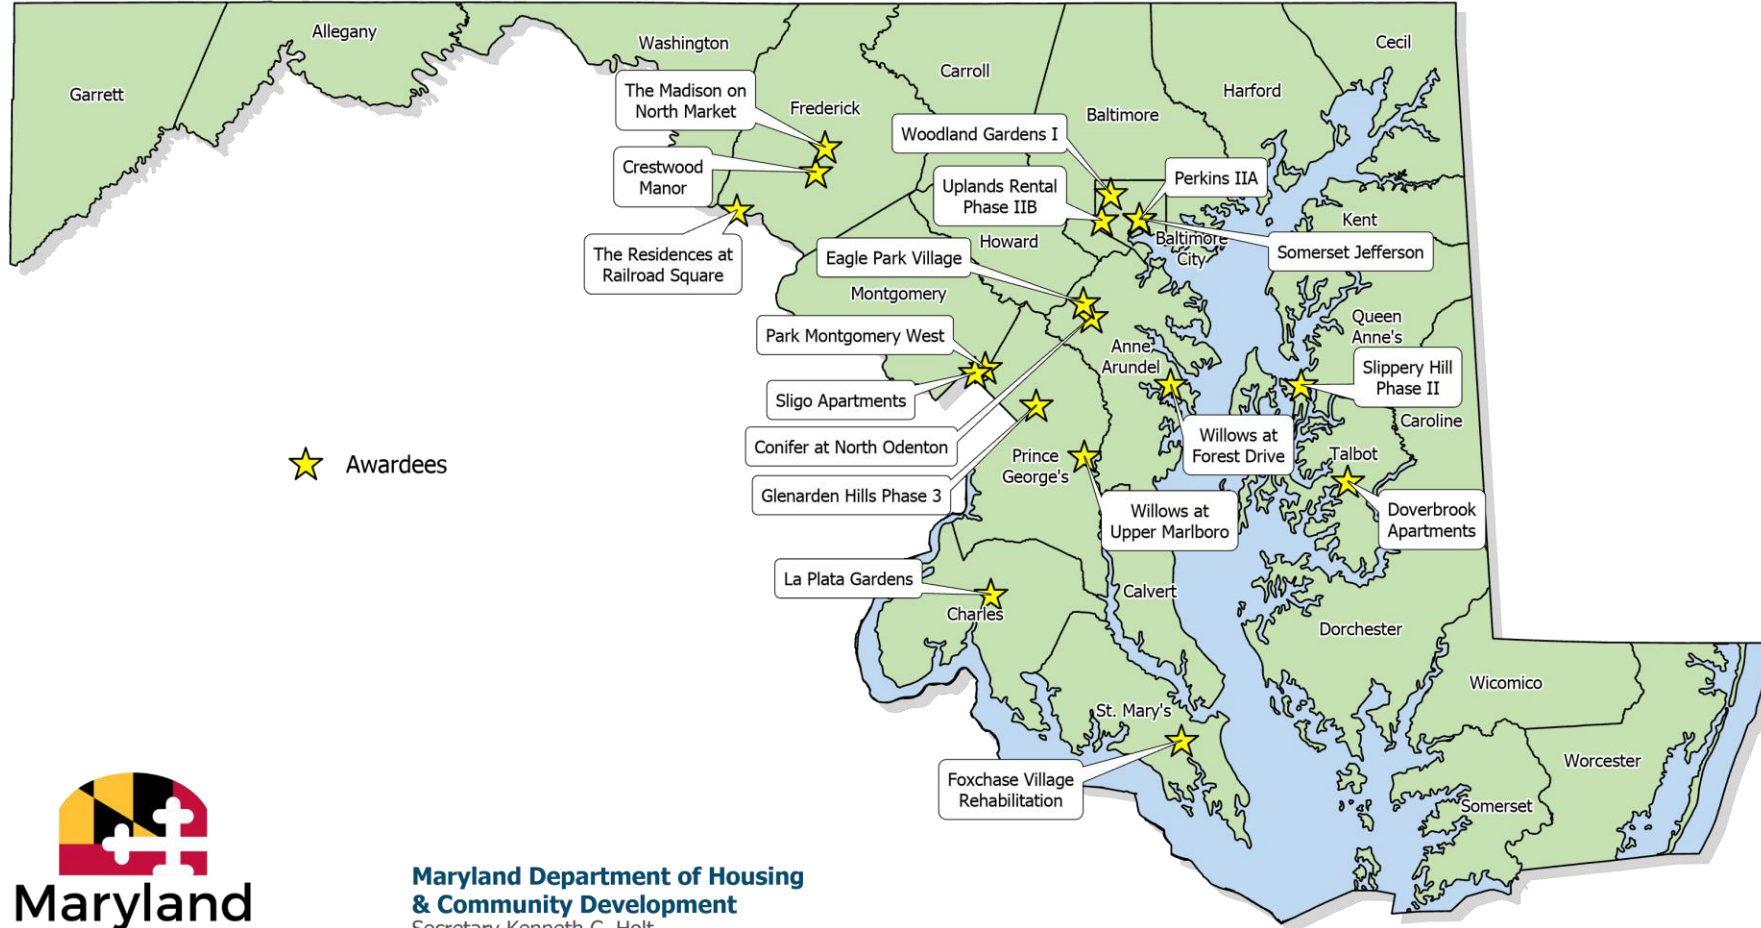 Allegany
Washington
Cecil
Garrett
Carroll
Harford
The Madison on
North Market
Frederick
Baltimore
Woodland Gardens I
Crestwood
Manor
Perkins IIA
Uplands Rental
Phase IIB
Kent
Howard
Baltimore
City
Somerset Jefferson
The Residences at
Railroad Square
Eagle Park Village
Montgomery
Queen
Anne's
Park Montgomery West
Anne
Arundel
Slippery Hill
Phase II
Sligo Apartments
Caroline
Conifer at North Odenton
Willows at
Forest Drive
Talbot
Awardees
Prince
George's
Glenarden Hills Phase 3
Willows at
Upper Marlboro
Doverbrook
Apartments
La Plata Gardens
Calvert
Charles
Dorchester
Wicomico
St. Mary's
Worcester
Foxchase Village
Rehabilitation
Somerset
Maryland
Maryland Department of Housing
& Community Development
Secretary Kenneth C. Holt